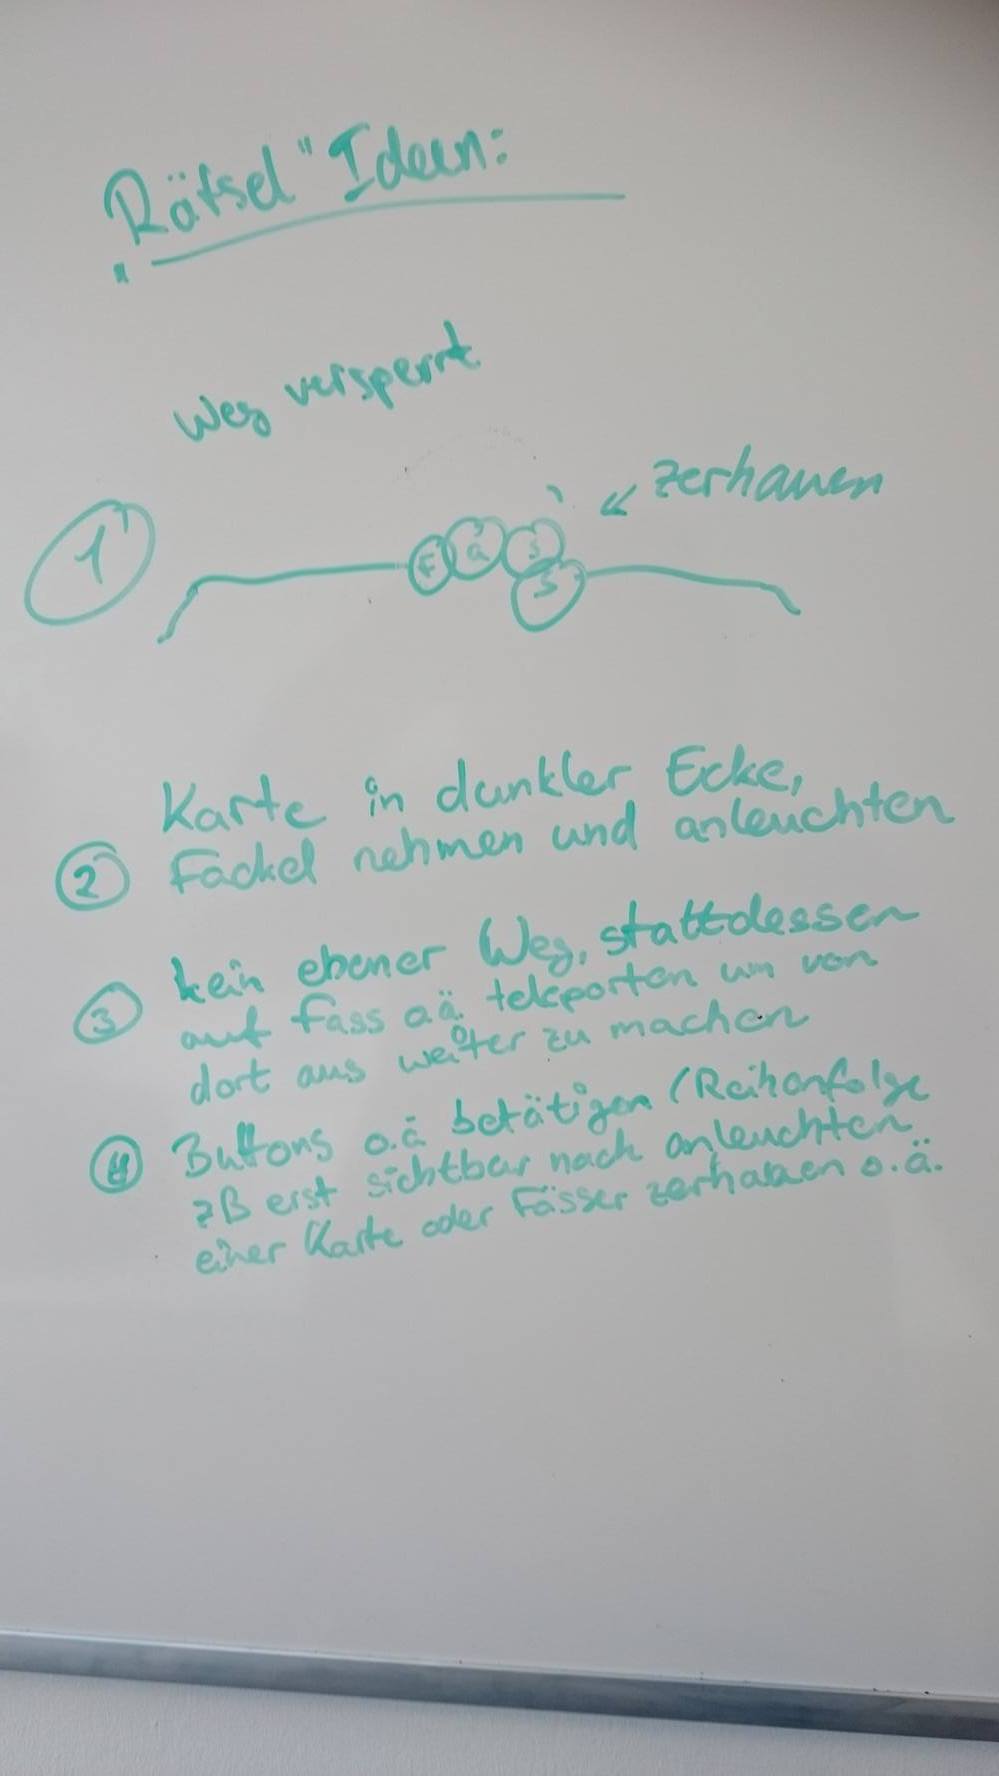 "Rätsel" Ideen:
Weg versperrt
zerhauen
1
F a s s
Karte in dunkler Ecke,
2 Fackel nehmen und anleuchten
kein ebener Weg, stattdessen
3 auf Fass o.ä. teleporten um von
dort aus weiter zu machen
4 Buttons o.ä betätigen (Reihenfolge
zB erst sichtbar nach anleuchten
einer Karte oder Fässer zerhauen o.ä.